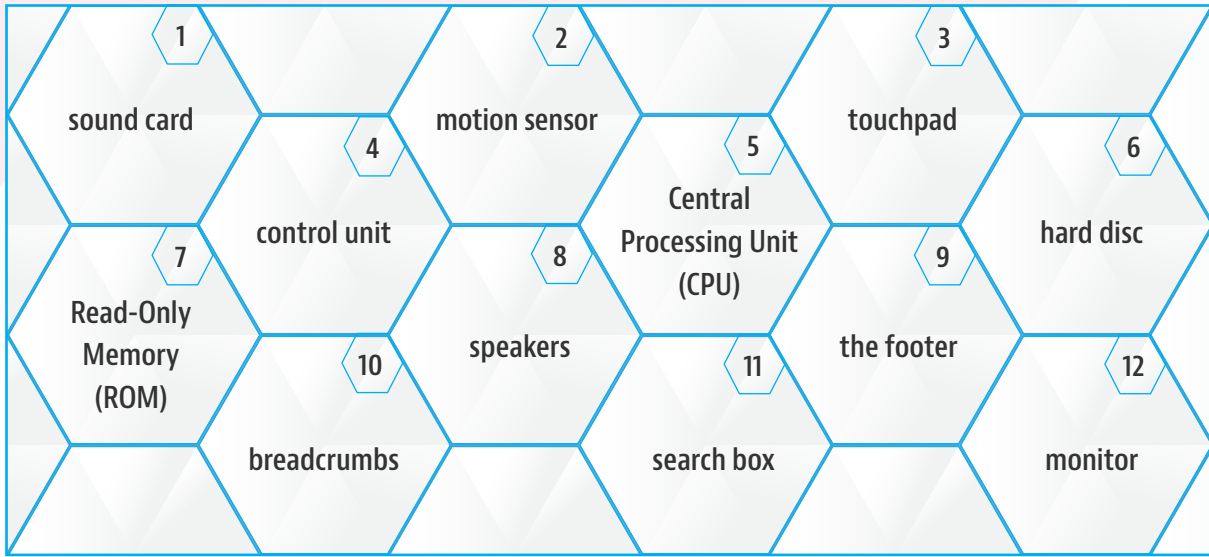 1
sound card
2
motion sensor
3
touchpad
4
control unit
5
Central
Processing Unit
(CPU)
6
hard disc
7
Read-Only
Memory
(ROM)
8
speakers
9
the footer
10
breadcrumbs
11
search box
12
monitor